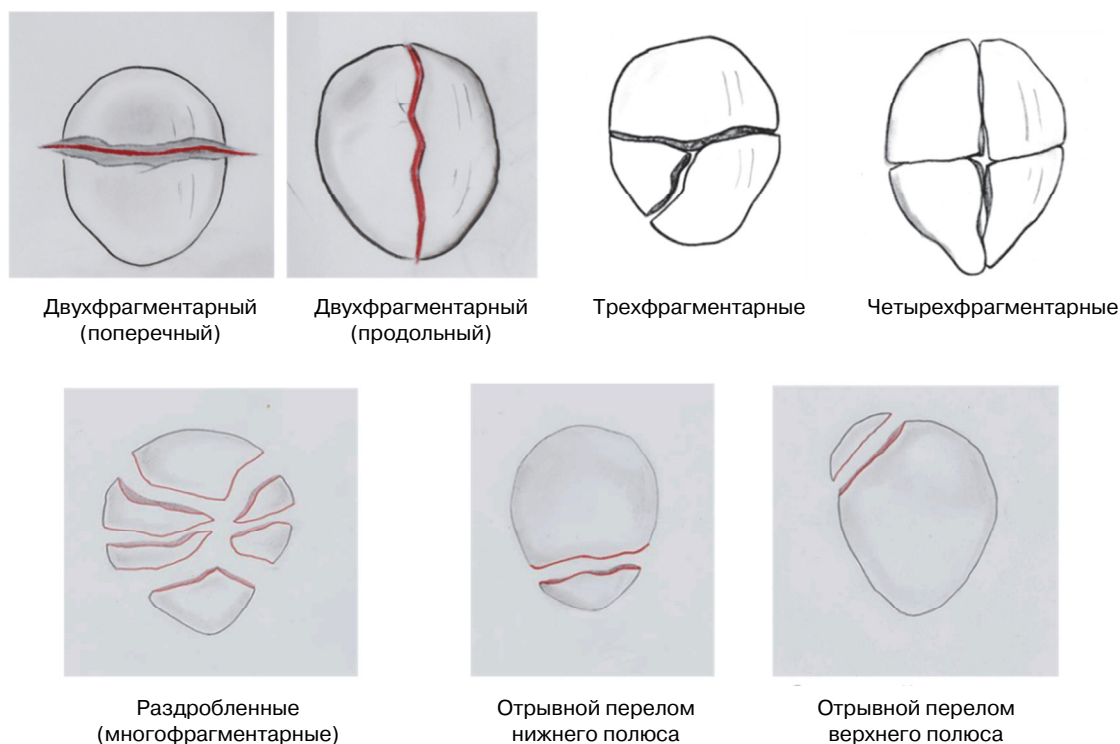 Двухфрагментарный
(поперечный)
Двухфрагментарный
(продольный)
Трехфрагментарные
Четырехфрагментарные
Раздробленные
(многофрагментарные)
Отрывной перелом
нижнего полюса
Отрывной перелом
верхнего полюса